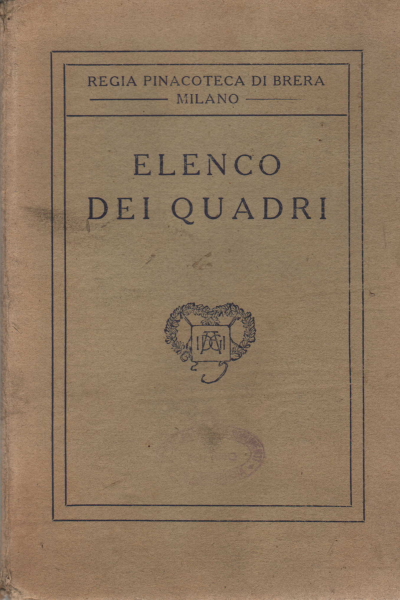 REGIA PINACOTECA DI BRERA
MILANO
ELENCO
DEI QUADRI